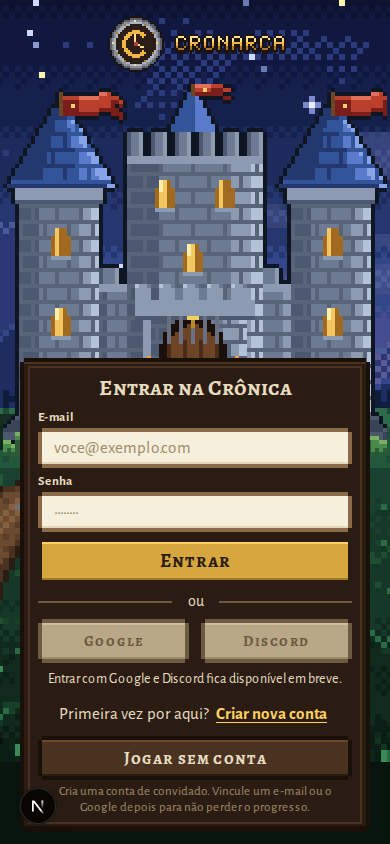 CRONARCA
Entrar na Crônica
E-mail
voce@exemplo.com
Senha
Entrar
ou
Google
Discord
Entrar com Google e Discord fica disponível em breve.
Primeira vez por aqui? Criar nova conta
Jogar sem conta
Cria uma conta de convidado. Vincule um e-mail ou o
Google depois para não perder o progresso.
N